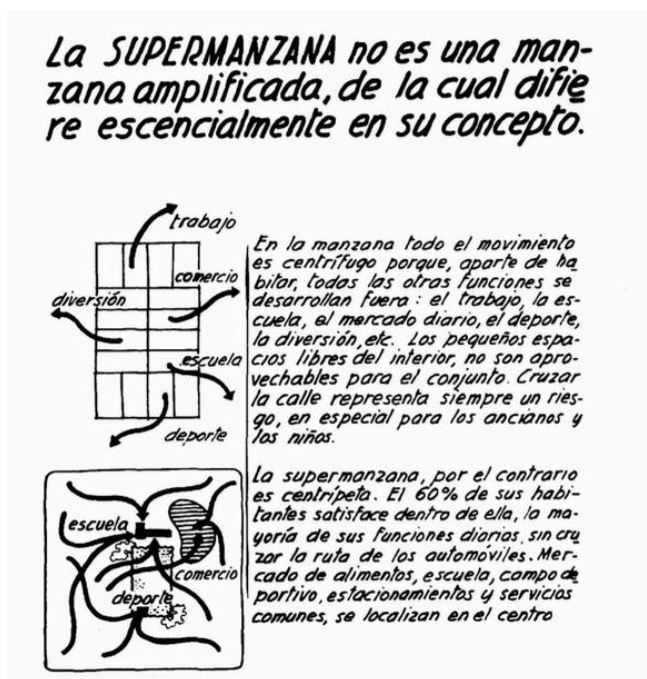 La SUPERMANZANA no es una man-
zana amplificada, de la cual difie
re escencialmente en su concepto.
trabajo
comercio
diversión
escuela
deporte
En la manzana todo el movimiento
es centrífugo porque, aparte de ha
bitar, todas las otras funciones se
desarrollan fuera: el trabajo, la es-
cuela, el mercado diario, el deporte,
la diversión, etc. Los pequeños espa-
cios libres del interior, no son apro-
vechables para el conjunto. Cruzar
la calle representa siempre un ries-
go, en especial para los ancianos y
los niños.
escuela
comercio
deporte
La supermanzana, por el contrario
es centrípeta. El 60% de sus habi-
tantes satisface dentro de ella, la ma-
yoría de sus funciones diarias, sin cru
zar la ruta de los automóviles. Mer-
cado de alimentos, escuela, campo de
portivo, estacionamientos y servicios
comunes, se localizan en el centro